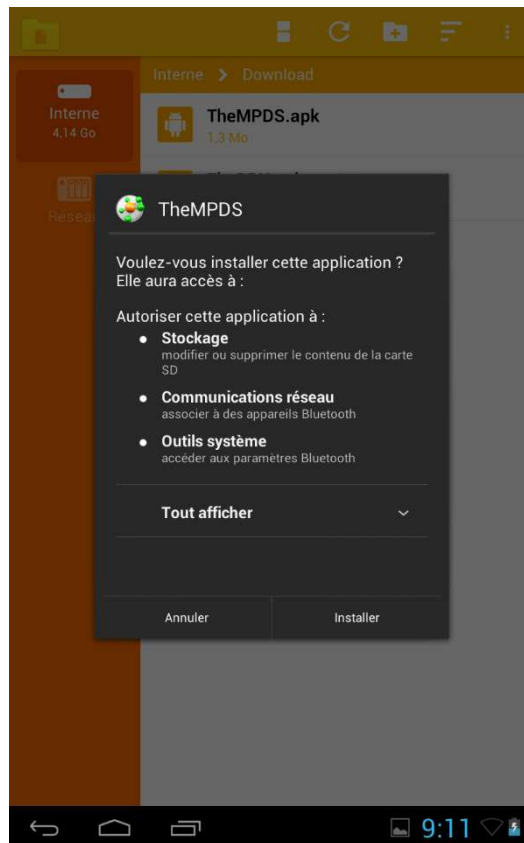 Interne > Download
Interne
4,14 Go
TheMPDS.apk
1,3 Mo
TheMPDS
Voulez-vous installer cette application ?
Elle aura accès à :
Autoriser cette application à :
Stockage
modifier ou supprimer le contenu de la carte
SD
Communications réseau
associer à des appareils Bluetooth
Outils système
accéder aux paramètres Bluetooth
Tout afficher
Annuler
Installer
9:11